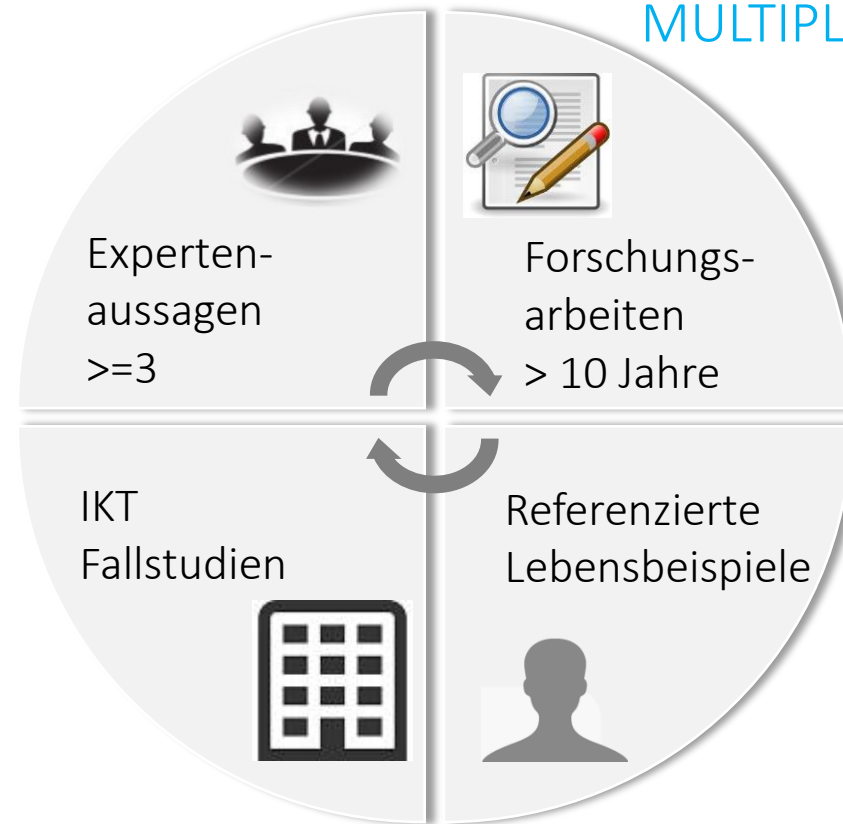 MULTIPL
Experten-
aussagen
>=3
Forschungs-
arbeiten
> 10 Jahre
IKT
Fallstudien
Referenzierte
Lebensbeispiele